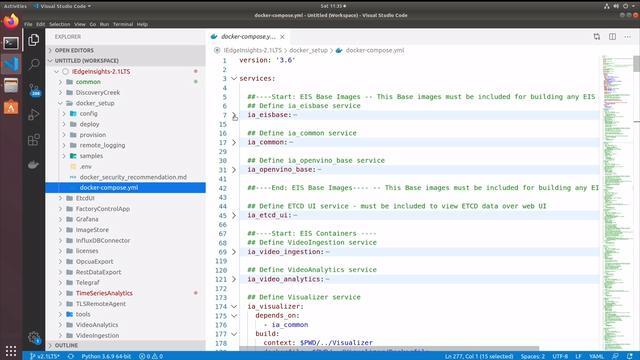 Activities
Visual Studio Code
Sat 11:35
docker-compose.yml - Untitled (Workspace) - Visual Studio Code
File Edit Selection View Go Run Terminal Help
EXPLORER
OPEN EDITORS
UNTITLED (WORKSPACE)
IEdgeInsights-2.1LTS
common
DiscoveryCreek
docker_setup
config
deploy
provision
remote_logging
samples
.env
docker_security_recommendation.md
docker-compose.yml
EtcdUI
FactoryControlApp
Grafana
ImageStore
InfluxDBConnector
licenses
OpcuaExport
RestDataExport
Telegraf
TimeSeriesAnalytics
TLSRemoteAgent
tools
VideoAnalytics
VideoIngestion
OUTLINE
docker-compose.yml
IEdgeInsights-2.1LTS > docker_setup > docker-compose.yml
1 version: '3.6'
2
3 services:
4
5 ##----Start: EIS Base Images -- This Base images must be included for building any EIS
6 ## Define ia_eisbase service
7 ia_eisbase:
15
16 ## Define ia_common service
17 ia_common:
29
30 ## Define ia_openvino_base service
31 ia_openvino_base:
41
42 ##----End: EIS Base Images---- -- This Base images must be included for building any EI
43
44 ## Define ETCD UI service - must be included to view ETCD data over web UI
45 ia_etcd_ui:
66
67 ##----Start: EIS Containers ----
68 ## Define VideoIngestion service
69 ia_video_ingestion:
119
120 ## Define VideoAnalytics service
121 ia_video_analytics:
172
173 ## Define Visualizer service
174 ia_visualizer:
175 depends_on:
176 - ia_common
177 build:
178 context: $PWD/../Visualizer
v2.1LTS*
Python 3.6.9 64-bit
0
0
Ln 277, Col 1 (15 selected)
Spaces: 2
UTF-8
LF
YAML